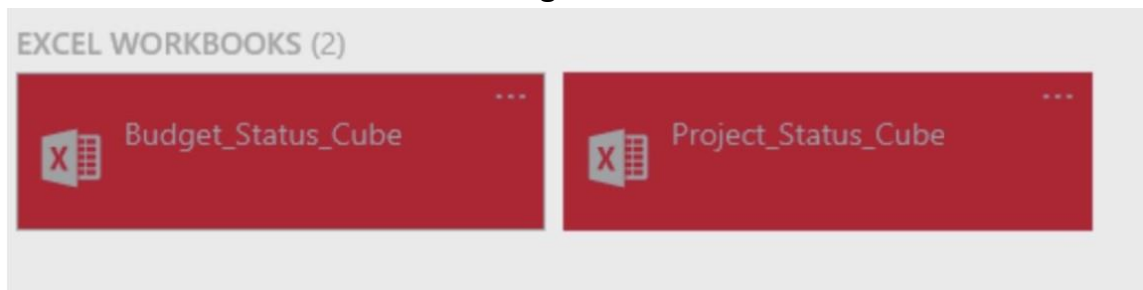 EXCEL WORKBOOKS (2)
...
Budget_Status_Cube
...
Project_Status_Cube